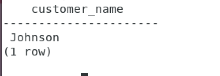 customer_name
----------------------
Johnson
(1 row)